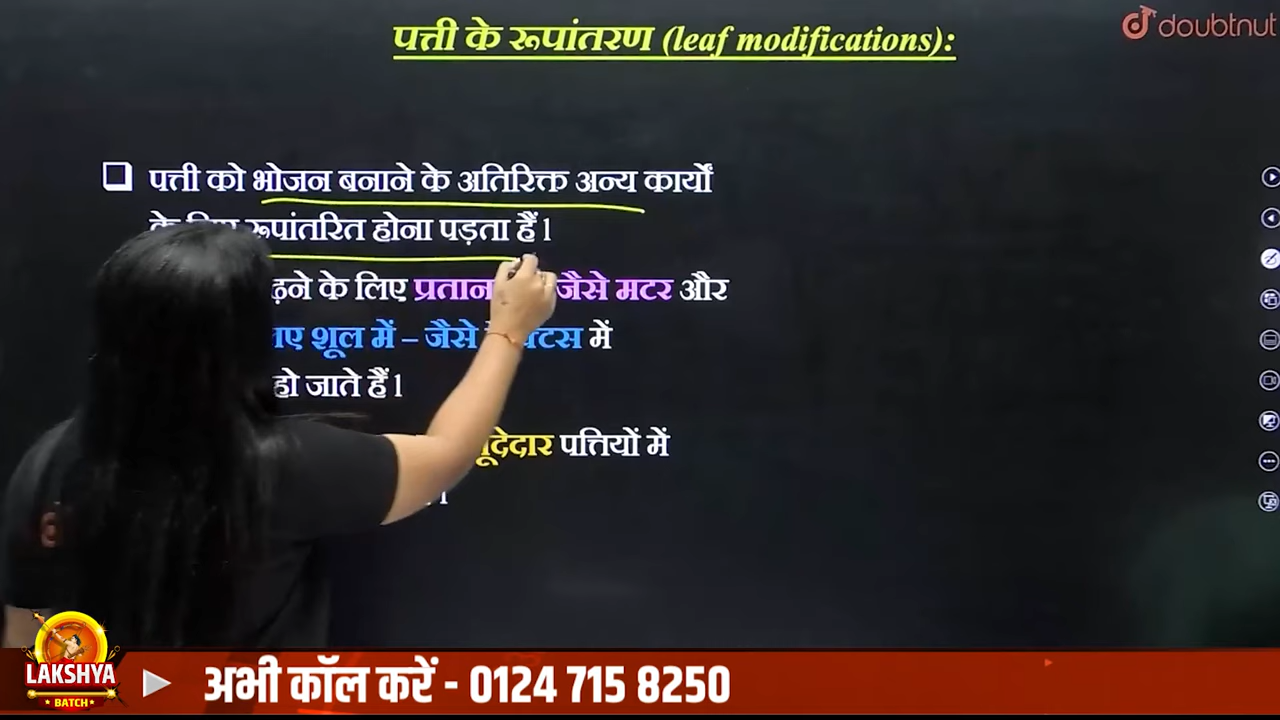 पत्ती के रूपांतरण (leaf modifications):
doubtnut
पत्ती को भोजन बनाने के अतिरिक्त अन्य कार्यों
के रूपांतरित होना पड़ता हैं।
के लिए प्रतान जैसे मटर और
शूल में – जैसे में
हो जाते हैं।
पत्तियों में
LAKSHYA
BATCH
अभी कॉल करें - 0124 715 8250